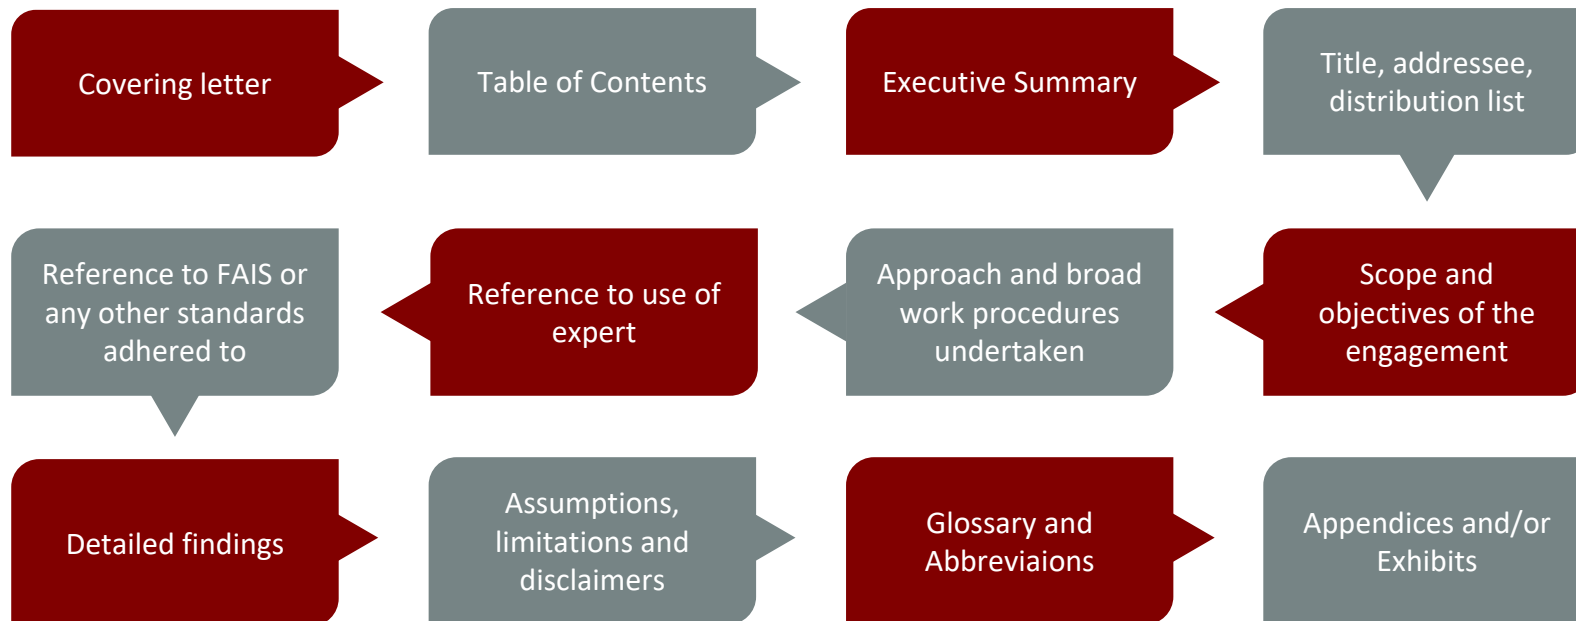 Covering letter
Table of Contents
Executive Summary
Title, addressee,
distribution list
Scope and
objectives of the
engagement
Approach and broad
work procedures
undertaken
Reference to use of
expert
Reference to FAIS or
any other standards
adhered to
Detailed findings
Assumptions,
limitations and
disclaimers
Glossary and
Abbreviaions
Appendices and/or
Exhibits